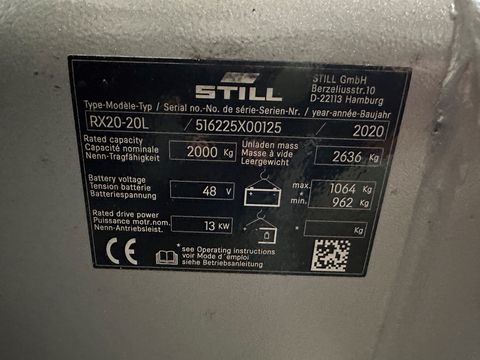 STILL
STILL GmbH
Berzeliusstr.10
D-22113 Hamburg
Type-Modèle-Typ / Serial no.-No. de série-Serien-Nr. / year-année-Baujahr
RX20-20L / 516225X00125 / 2020
Rated capacity
Capacité nominale
Nenn-Tragfähigkeit
2000 Kg
Unladen mass
Masse à vide
Leergewicht
2636 Kg
Battery voltage
Tension batterie
Batteriespannung
48 V
max. 1064 Kg
*
min. 962 Kg
Rated drive power
Puissance motr.nom.
Nenn-Antriebsleist.
13 KW
* Kg
CE
*see Operating instructions
voir Mode d'emploi
siehe Betriebsanleitung